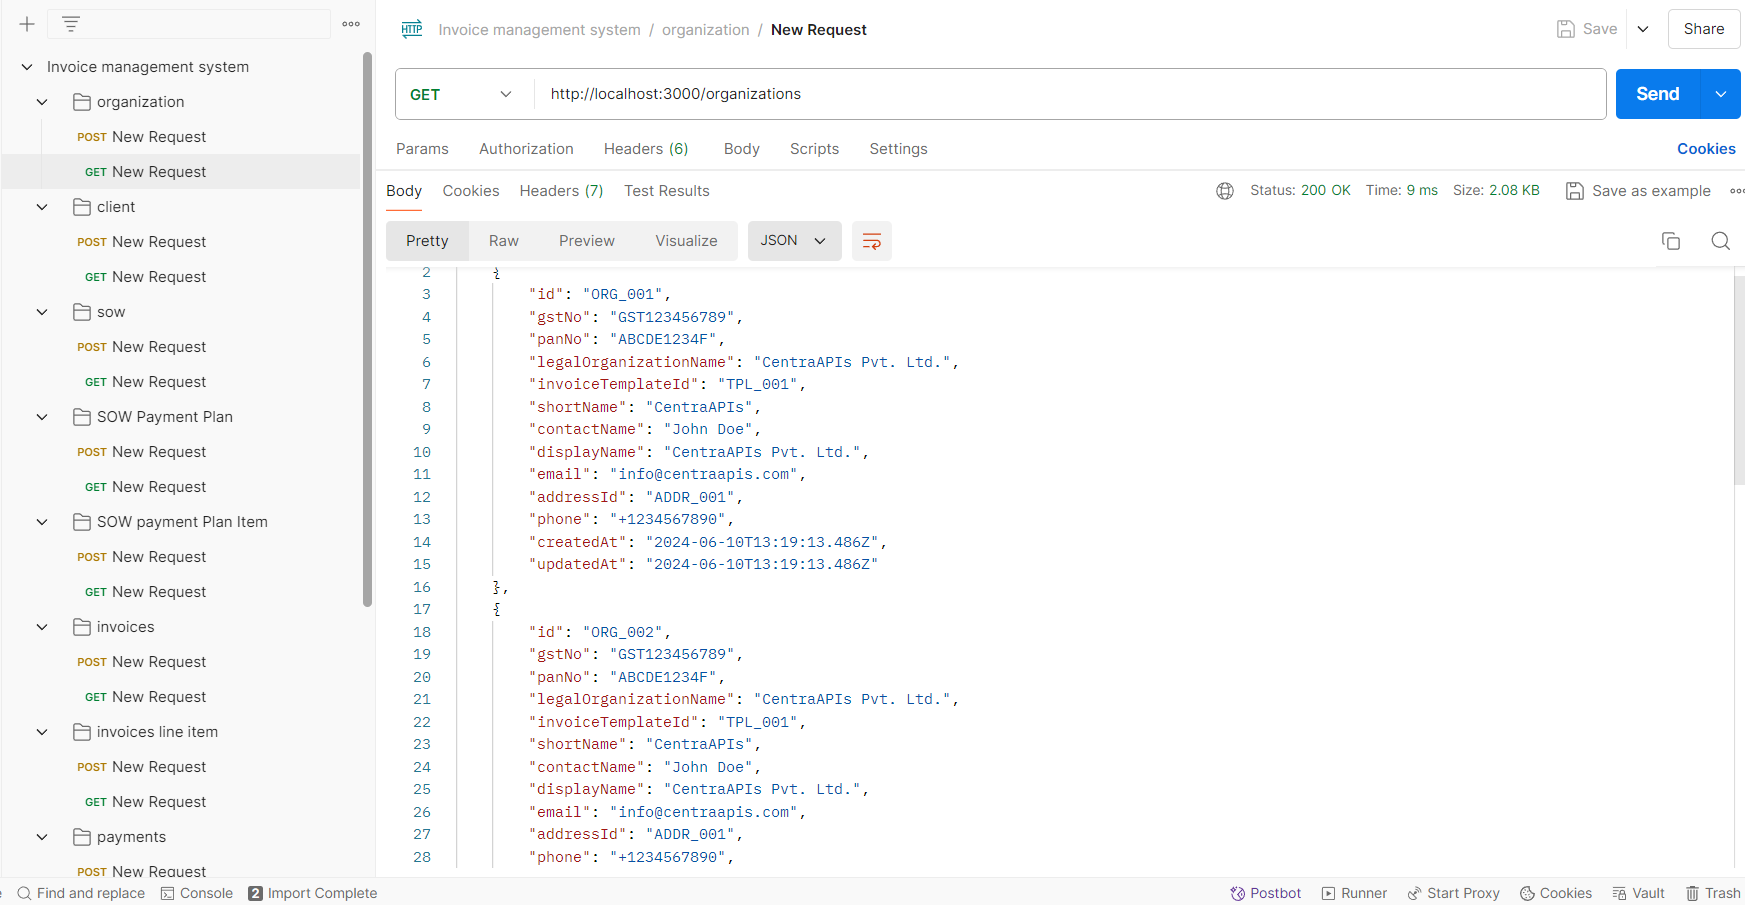 Invoice management system
organization
POST New Request
GET New Request
client
POST New Request
GET New Request
sow
POST New Request
GET New Request
SOW Payment Plan
POST New Request
GET New Request
SOW payment Plan Item
POST New Request
GET New Request
invoices
POST New Request
GET New Request
invoices line item
POST New Request
GET New Request
payments
POST New Request
HTTP Invoice management system / organization / New Request
Save
Share
GET http://localhost:3000/organizations
Send
Params Authorization Headers (6) Body Scripts Settings
Cookies
Body Cookies Headers (7) Test Results
Status: 200 OK Time: 9 ms Size: 2.08 KB
Save as example
Pretty Raw Preview Visualize JSON
2 {
3 "id": "ORG_001",
4 "gstNo": "GST123456789",
5 "panNo": "ABCDE1234F",
6 "legalOrganizationName": "CentraAPIs Pvt. Ltd.",
7 "invoiceTemplateId": "TPL_001",
8 "shortName": "CentraAPIs",
9 "contactName": "John Doe",
10 "displayName": "CentraAPIs Pvt. Ltd.",
11 "email": "info@centraapis.com",
12 "addressId": "ADDR_001",
13 "phone": "+1234567890",
14 "createdAt": "2024-06-10T13:19:13.486Z",
15 "updatedAt": "2024-06-10T13:19:13.486Z"
16 },
17 {
18 "id": "ORG_002",
19 "gstNo": "GST123456789",
20 "panNo": "ABCDE1234F",
21 "legalOrganizationName": "CentraAPIs Pvt. Ltd.",
22 "invoiceTemplateId": "TPL_001",
23 "shortName": "CentraAPIs",
24 "contactName": "John Doe",
25 "displayName": "CentraAPIs Pvt. Ltd.",
26 "email": "info@centraapis.com",
27 "addressId": "ADDR_001",
28 "phone": "+1234567890",
Find and replace Console 2 Import Complete
Postbot Runner Start Proxy Cookies Vault Trash